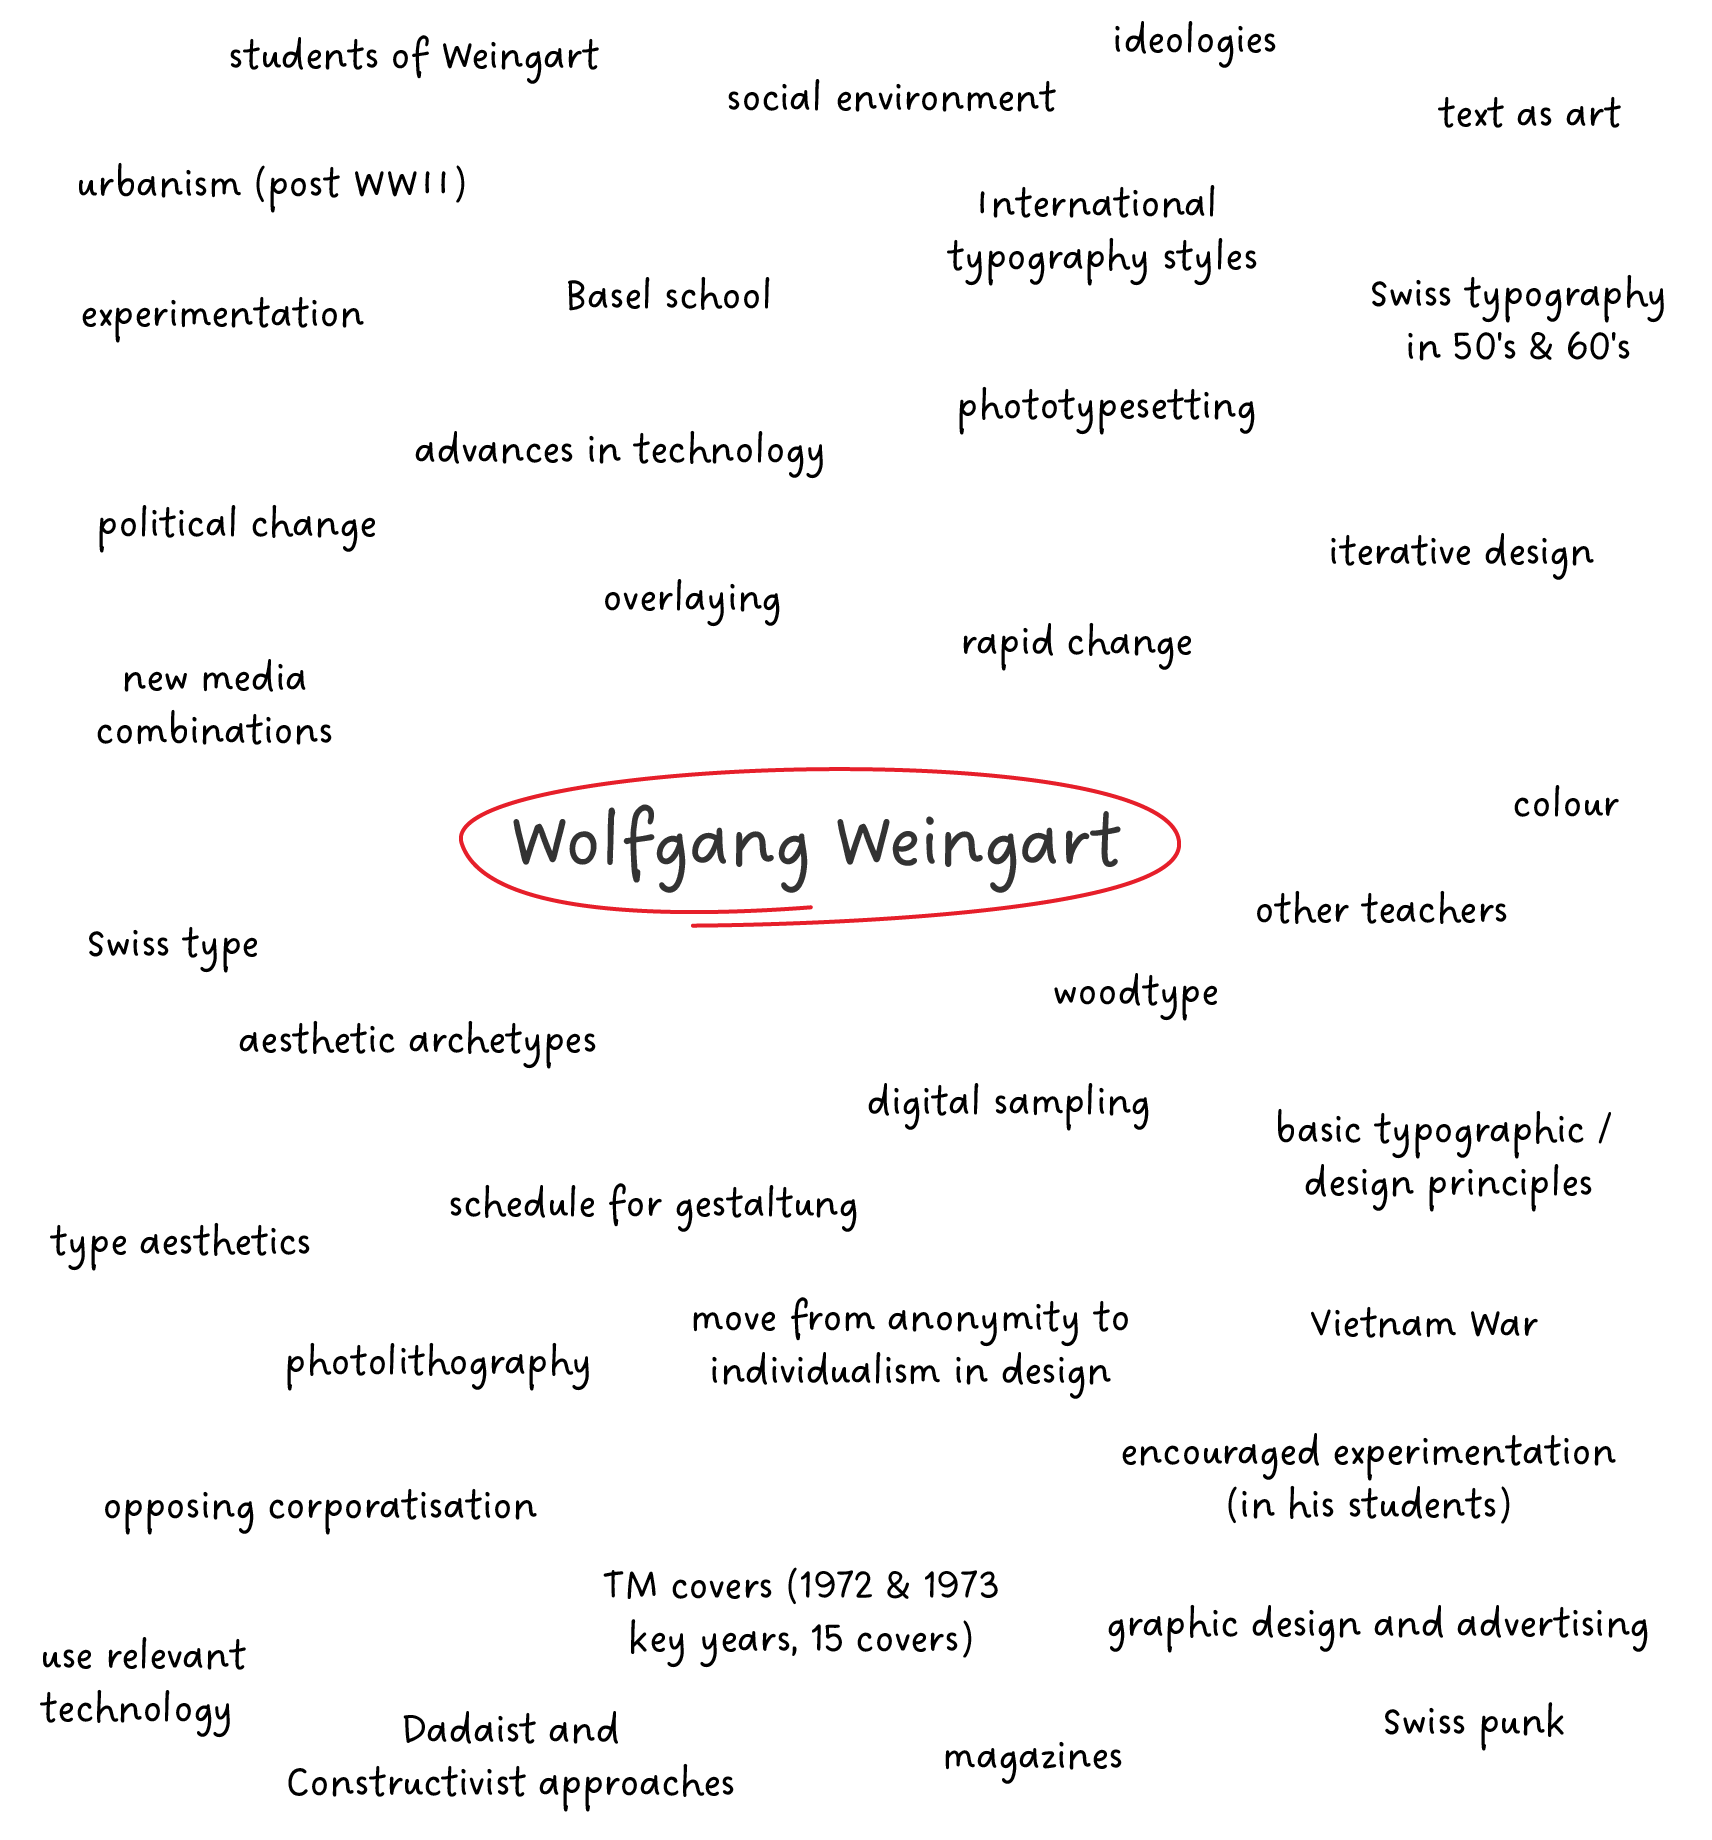 ideologies
students of Weingart
social environment
text as art
urbanism (post WWII)
International
typography styles
Basel school
Swiss typography
in 50's & 60's
experimentation
phototypesetting
advances in technology
political change
iterative design
overlaying
rapid change
new media
combinations
colour
Wolfgang Weingart
other teachers
Swiss type
woodtype
aesthetic archetypes
digital sampling
basic typographic /
design principles
schedule for gestaltung
type aesthetics
move from anonymity to
individualism in design
Vietnam War
photolithography
encouraged experimentation
(in his students)
opposing corporatisation
TM covers (1972 & 1973
key years, 15 covers)
graphic design and advertising
use relevant
technology
Swiss punk
Dadaist and
Constructivist approaches
magazines